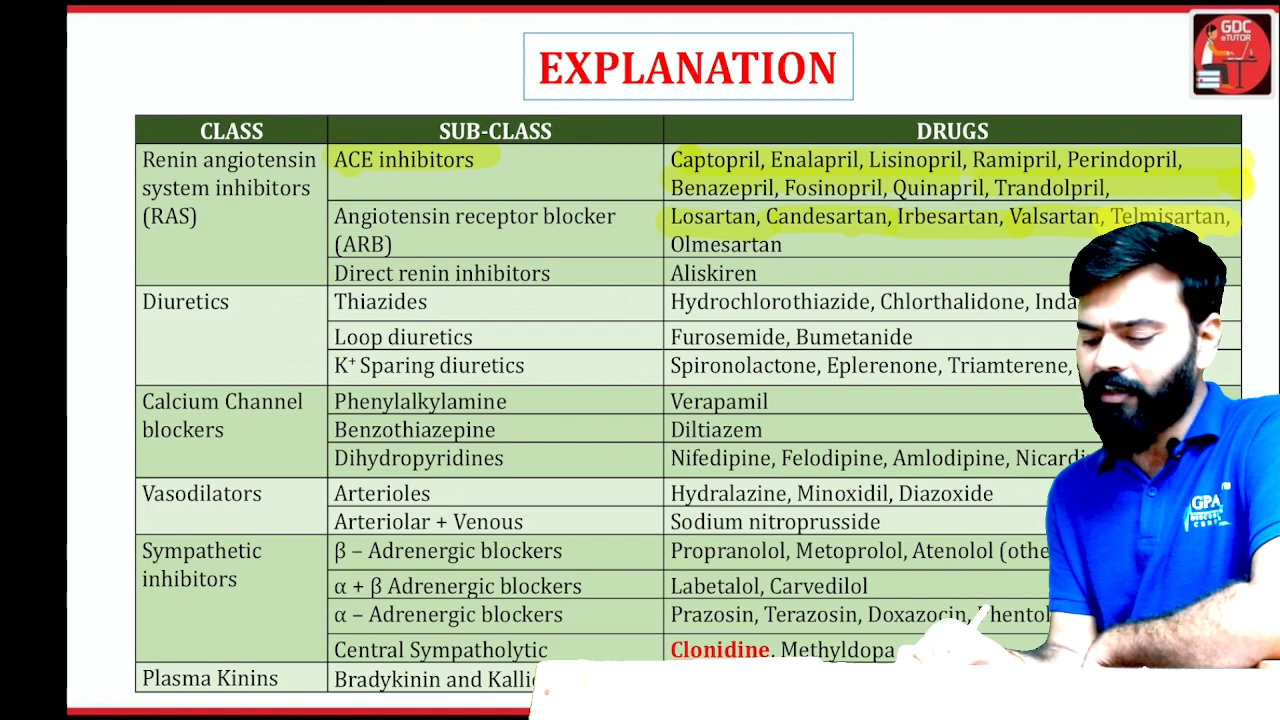 GDC
eTUTOR
EXPLANATION
CLASS SUB-CLASS DRUGS
Renin angiotensin system inhibitors (RAS)
ACE inhibitors
Captopril, Enalapril, Lisinopril, Ramipril, Perindopril,
Benazepril, Fosinopril, Quinapril, Trandolpril,
Angiotensin receptor blocker
(ARB)
Losartan, Candesartan, Irbesartan, Valsartan, Telmisartan,
Olmesartan
Direct renin inhibitors Aliskiren
Diuretics Thiazides Hydrochlorothiazide, Chlorthalidone,
Loop diuretics Furosemide, Bumetanide
K⁺ Sparing diuretics Spironolactone, Eplerenone, Triamterene,
Calcium Channel
blockers
Phenylalkylamine Verapamil
Benzothiazepine Diltiazem
Dihydropyridines Nifedipine, Felodipine, Amlodipine,
Vasodilators Arterioles Hydralazine, Minoxidil, Diazoxide
Arteriolar + Venous Sodium nitroprusside
Sympathetic
inhibitors
β – Adrenergic blockers Propranolol, Metoprolol, Atenolol
α + β Adrenergic blockers Labetalol, Carvedilol
α – Adrenergic blockers Prazosin, Terazosin, Doxazocin,
Central Sympatholytic Clonidine, Methyldopa
Plasma Kinins Bradykinin and
GPA